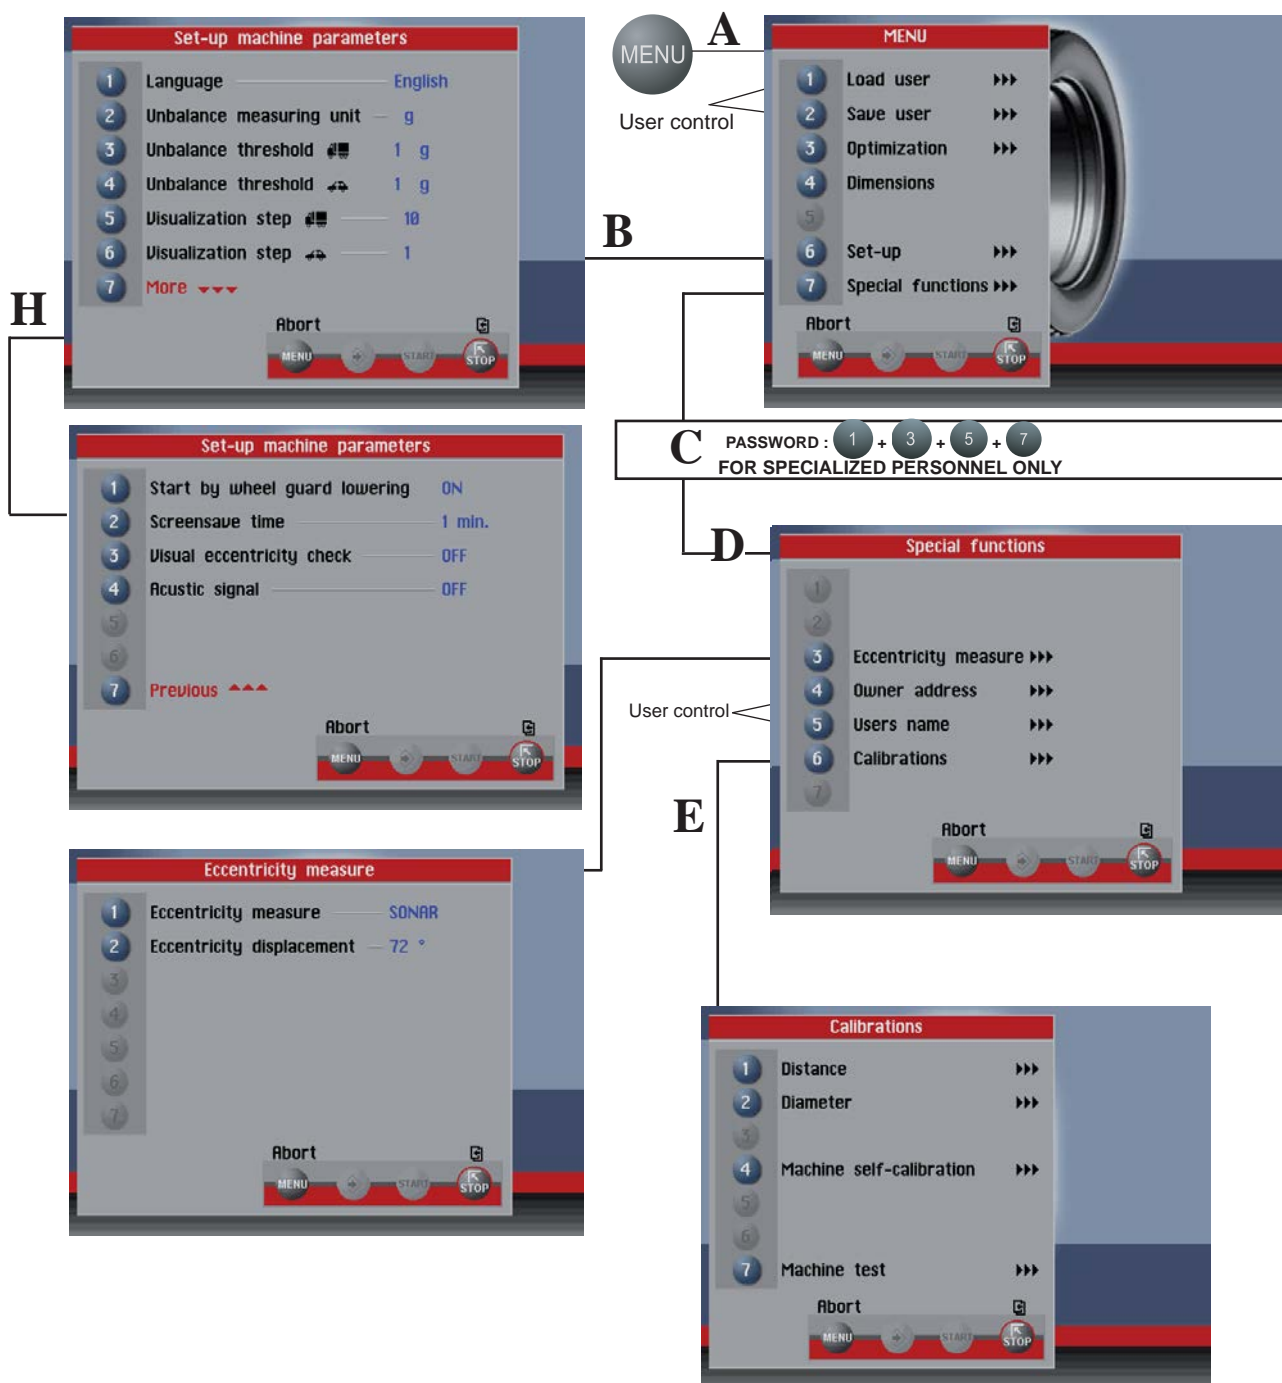 Set-up machine parameters
1 Language English
2 Unbalance measuring unit g
3 Unbalance threshold 1 g
4 Unbalance threshold 1 g
5 Visualization step 10
6 Visualization step 1
7 More
Abort
MENU START STOP
H
MENU
A
User control
B
MENU
1 Load user
2 Save user
3 Optimization
4 Dimensions
5
6 Set-up
7 Special functions
Abort
MENU START STOP
C PASSWORD : 1 + 3 + 5 + 7
FOR SPECIALIZED PERSONNEL ONLY
Set-up machine parameters
1 Start by wheel guard lowering ON
2 Screensave time 1 min.
3 Visual eccentricity check OFF
4 Acustic signal OFF
5
6
7 Previous
Abort
MENU START STOP
D
Special functions
1
2
3 Eccentricity measure
4 Owner address
5 Users name
6 Calibrations
7
Abort
MENU START STOP
User control
E
Eccentricity measure
1 Eccentricity measure SONAR
2 Eccentricity displacement 72 °
3
4
5
6
7
Abort
MENU START STOP
Calibrations
1 Distance
2 Diameter
3
4 Machine self-calibration
5
6
7 Machine test
Abort
MENU START STOP